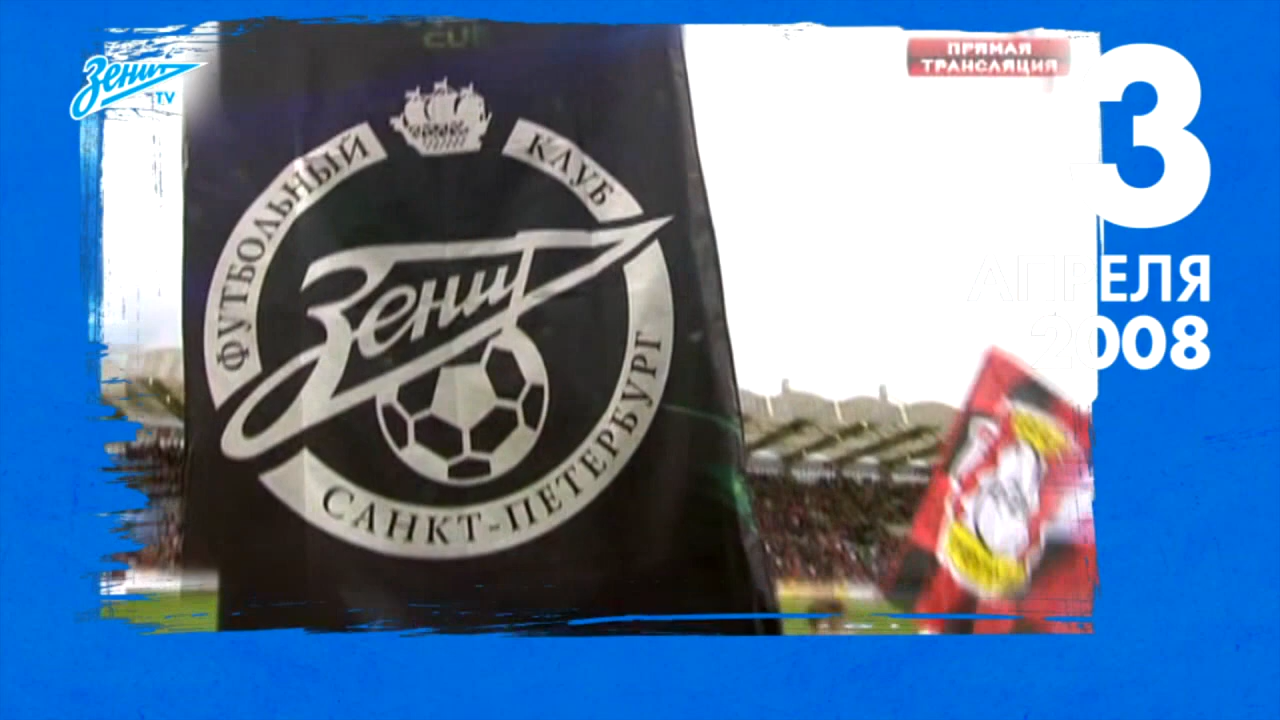 CUP
Зенит
TV
ПРЯМАЯ
ТРАНСЛЯЦИЯ
3
АПРЕЛЯ
2008
ФУТБОЛЬНЫЙ КЛУБ
Зенит
САНКТ-ПЕТЕРБУРГ